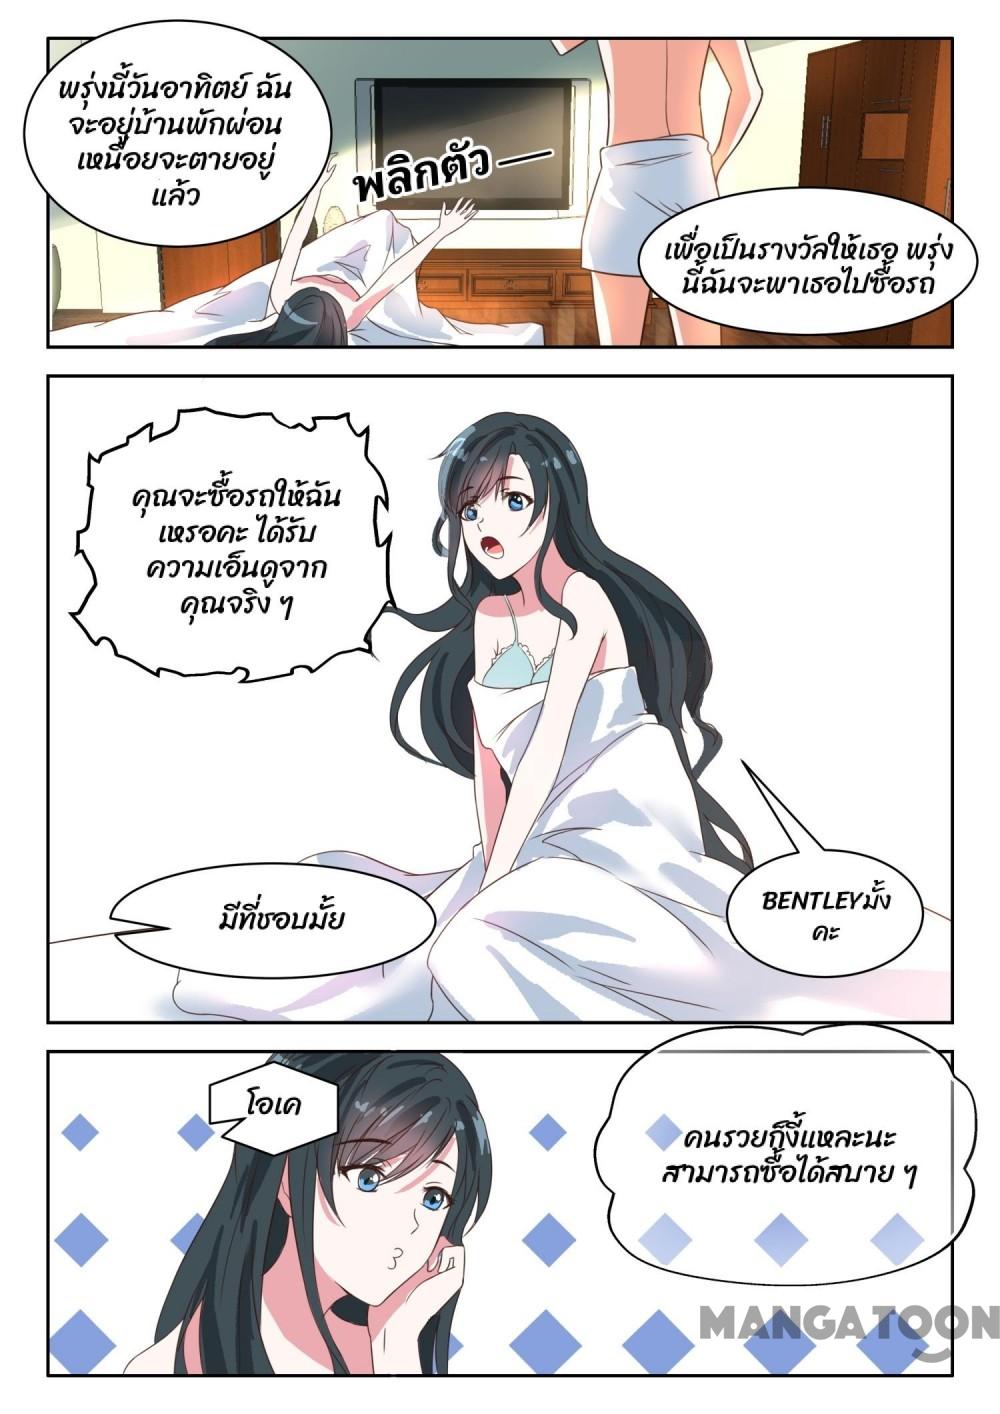 พรุ่งนี้วันอาทิตย์ ฉัน
จะอยู่บ้านพักผ่อน
เหนื่อยจะตายอยู่
แล้ว
พลิกตัว —
เพื่อเป็นรางวัลให้เธอ พรุ่ง
นี้ฉันจะพาเธอไปซื้อรถ
คุณจะซื้อรถให้ฉัน
เหรอคะ ได้รับ
ความเอ็นดูจาก
คุณจริง ๆ
มีที่ชอบมั้ย
BENTLEYมั้ง
คะ
โอเค
คนรวยก็งี้แหละนะ
สามารถซื้อได้สบาย ๆ
MANGATOON